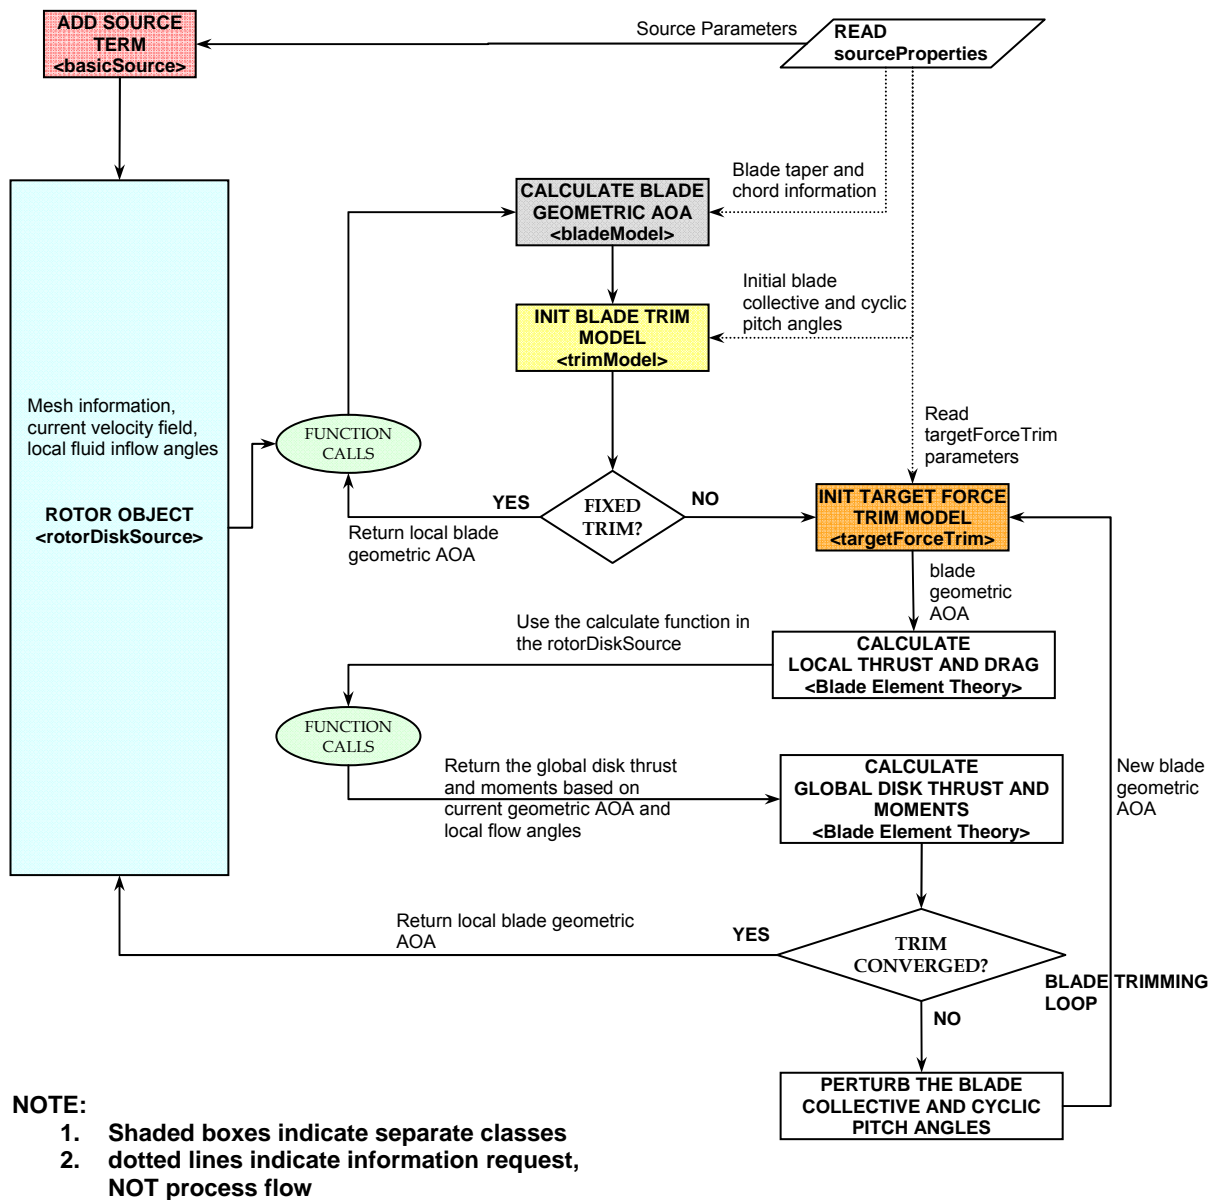 ADD SOURCE
TERM
<basicSource>
Source Parameters
READ
sourceProperties
Blade taper and
chord information
CALCULATE BLADE
GEOMETRIC AOA
<bladeModel>
Initial blade
collective and cyclic
pitch angles
INIT BLADE TRIM
MODEL
<trimModel>
Mesh information,
current velocity field,
local fluid inflow angles
ROTOR OBJECT
<rotorDiskSource>
FUNCTION
CALLS
Read
targetForceTrim
parameters
YES
FIXED
TRIM?
NO
Return local blade
geometric AOA
INIT TARGET FORCE
TRIM MODEL
<targetForceTrim>
blade
geometric
AOA
Use the calculate function in
the rotorDiskSource
CALCULATE
LOCAL THRUST AND DRAG
<Blade Element Theory>
FUNCTION
CALLS
Return the global disk thrust
and moments based on
current geometric AOA and
local flow angles
CALCULATE
GLOBAL DISK THRUST AND
MOMENTS
<Blade Element Theory>
New blade
geometric
AOA
Return local blade geometric
AOA
YES
TRIM
CONVERGED?
BLADE TRIMMING
LOOP
NO
PERTURB THE BLADE
COLLECTIVE AND CYCLIC
PITCH ANGLES
NOTE:
1. Shaded boxes indicate separate classes
2. dotted lines indicate information request,
NOT process flow